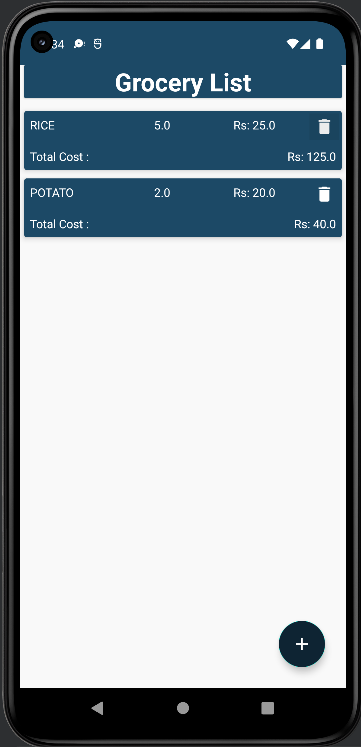 34
Grocery List
RICE 5.0 Rs: 25.0
Total Cost : Rs: 125.0
POTATO 2.0 Rs: 20.0
Total Cost : Rs: 40.0
+